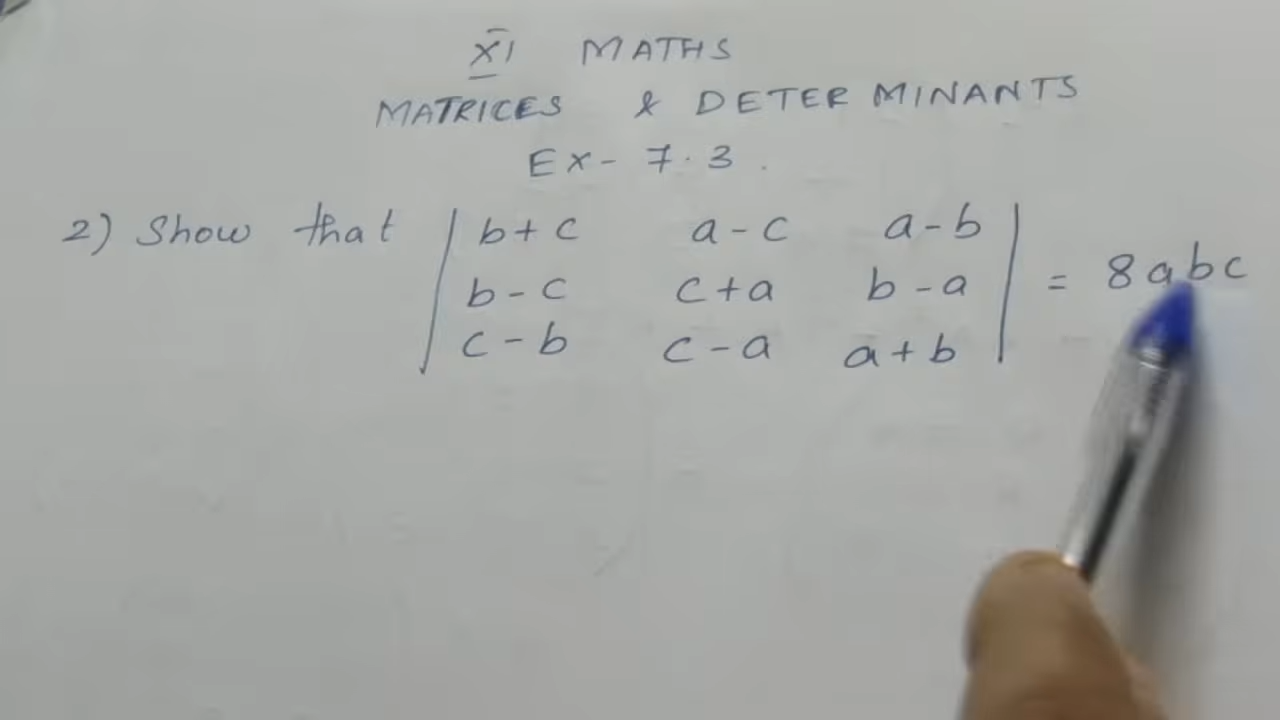 XI MATHS
MATRICES & DETERMINANTS
Ex - 7.3.
2) Show that | b+c a-c a-b |
| b-c c+a b-a | = 8abc
| c-b c-a a+b |